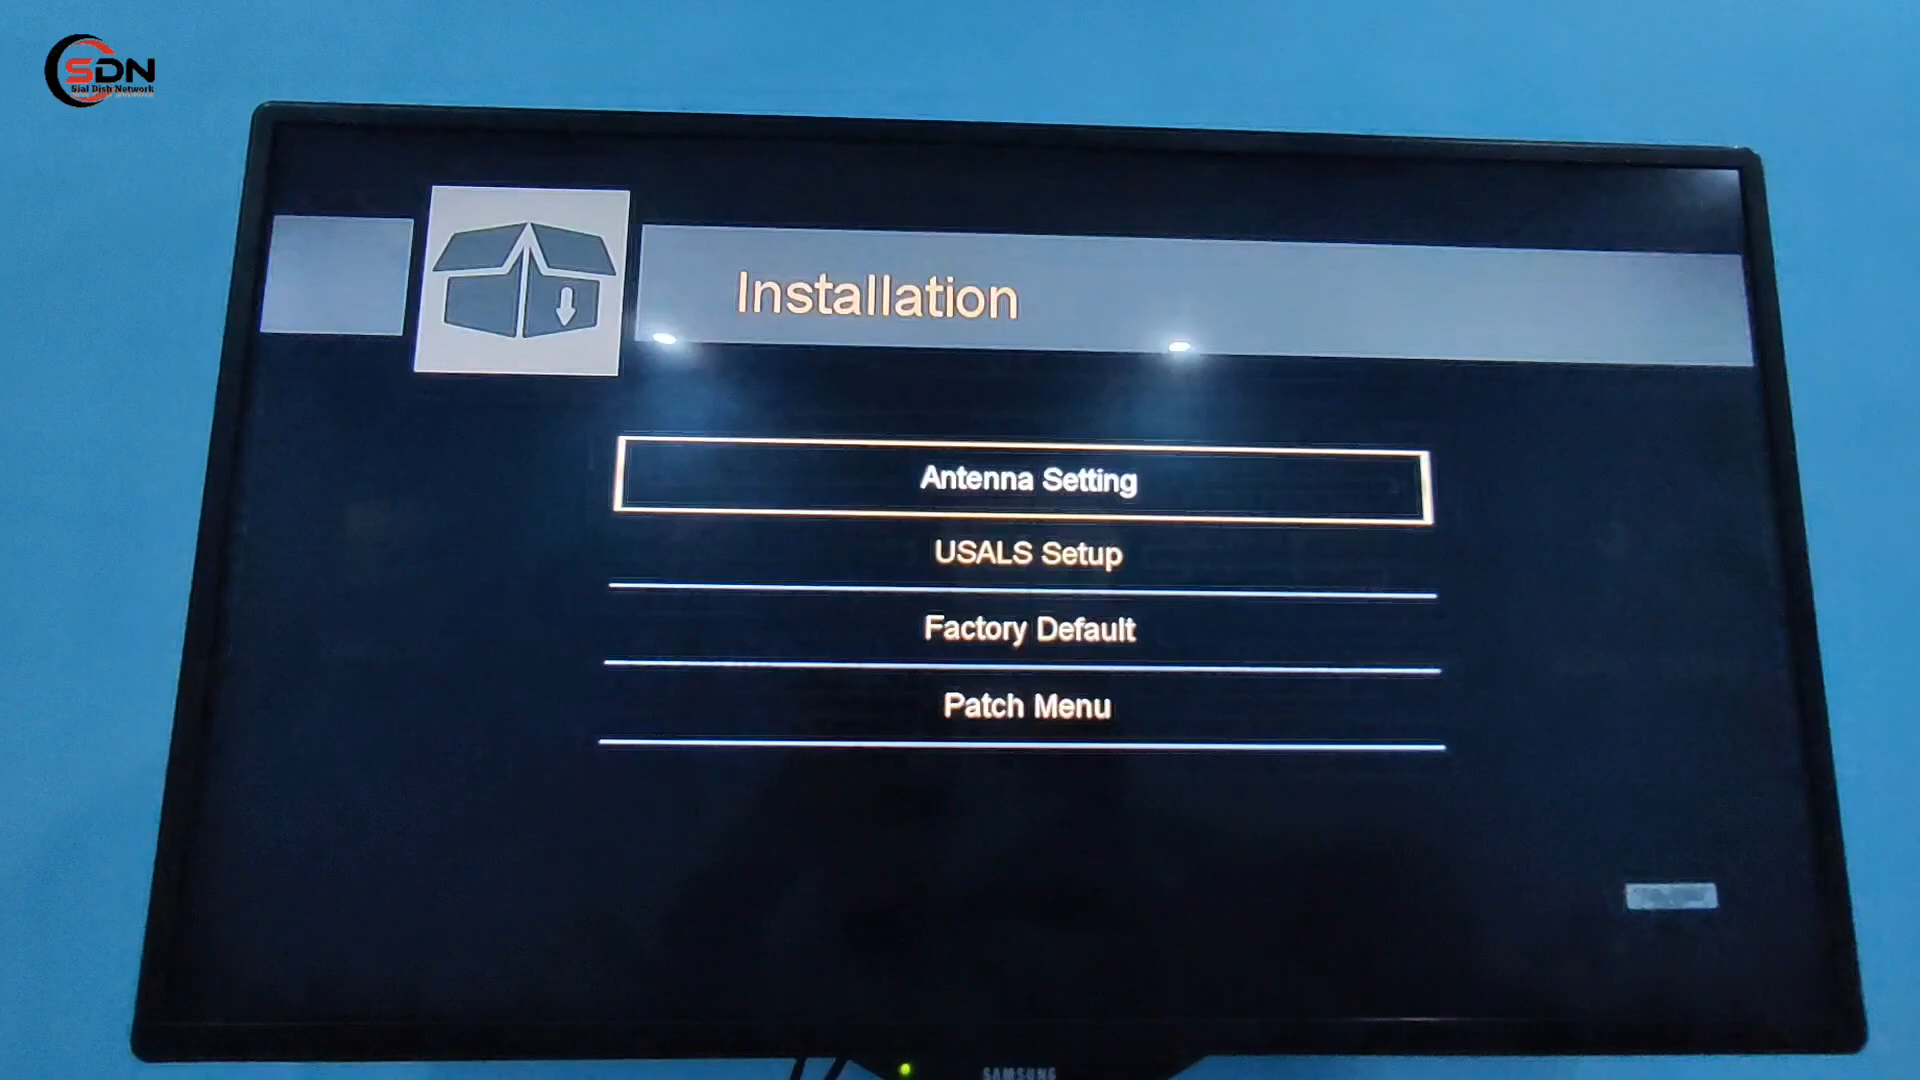 SDN
Sial Dish Network
Installation
Antenna Setting
USALS Setup
Factory Default
Patch Menu
SAMSUNG